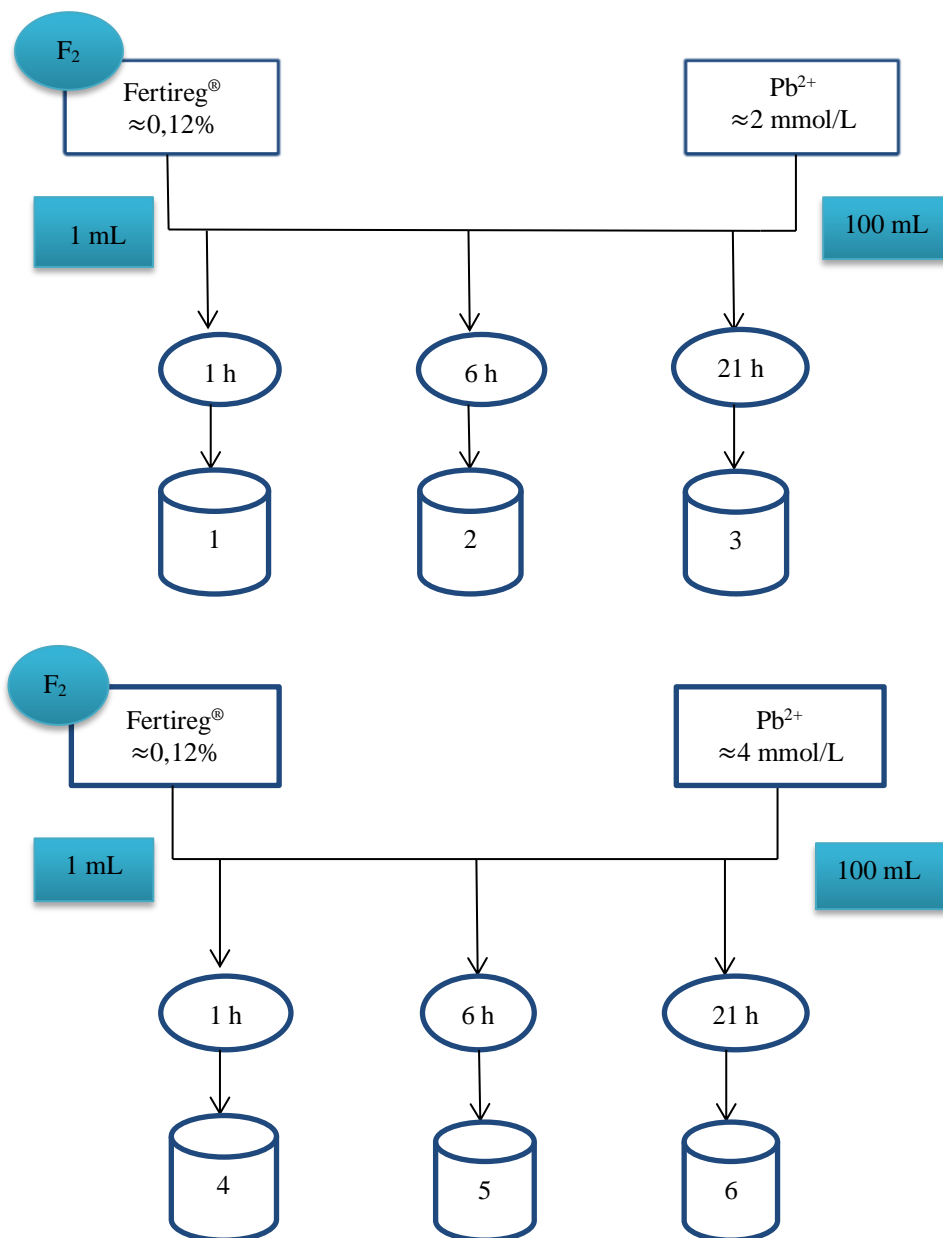 F₂
Fertireg®
≈0,12%
Pb²⁺
≈2 mmol/L
1 mL
100 mL
1 h
6 h
21 h
1
2
3
F₂
Fertireg®
≈0,12%
Pb²⁺
≈4 mmol/L
1 mL
100 mL
1 h
6 h
21 h
4
5
6